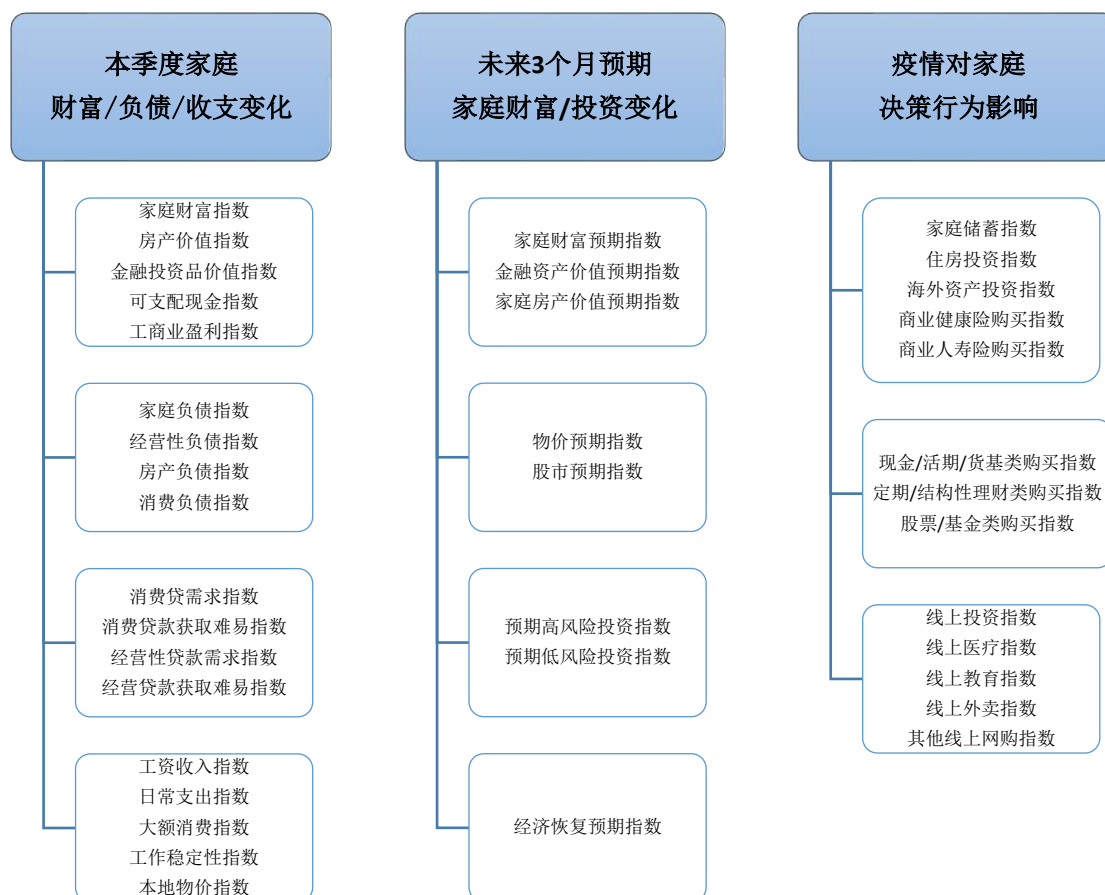 本季度家庭
财富/负债/收支变化
家庭财富指数
房产价值指数
金融投资品价值指数
可支配现金指数
工商业盈利指数
家庭负债指数
经营性负债指数
房产负债指数
消费负债指数
消费贷需求指数
消费贷款获取难易指数
经营性贷款需求指数
经营贷款获取难易指数
工资收入指数
日常支出指数
大额消费指数
工作稳定性指数
本地物价指数
未来3个月预期
家庭财富/投资变化
家庭财富预期指数
金融资产价值预期指数
家庭房产价值预期指数
物价预期指数
股市预期指数
预期高风险投资指数
预期低风险投资指数
经济恢复预期指数
疫情对家庭
决策行为影响
家庭储蓄指数
住房投资指数
海外资产投资指数
商业健康险购买指数
商业人寿险购买指数
现金/活期/货基类购买指数
定期/结构性理财类购买指数
股票/基金类购买指数
线上投资指数
线上医疗指数
线上教育指数
线上外卖指数
其他线上网购指数